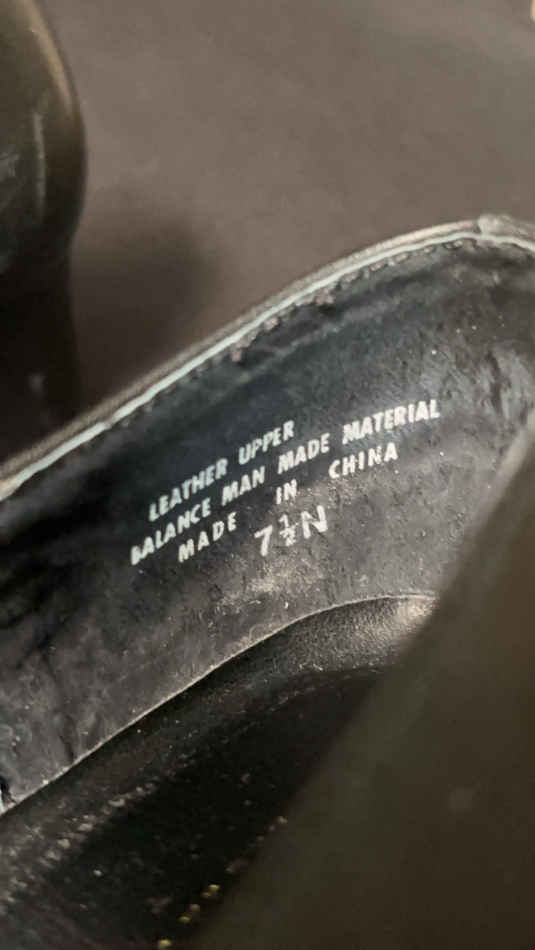 LEATHER UPPER
BALANCE MAN MADE MATERIAL
MADE IN CHINA
7½N